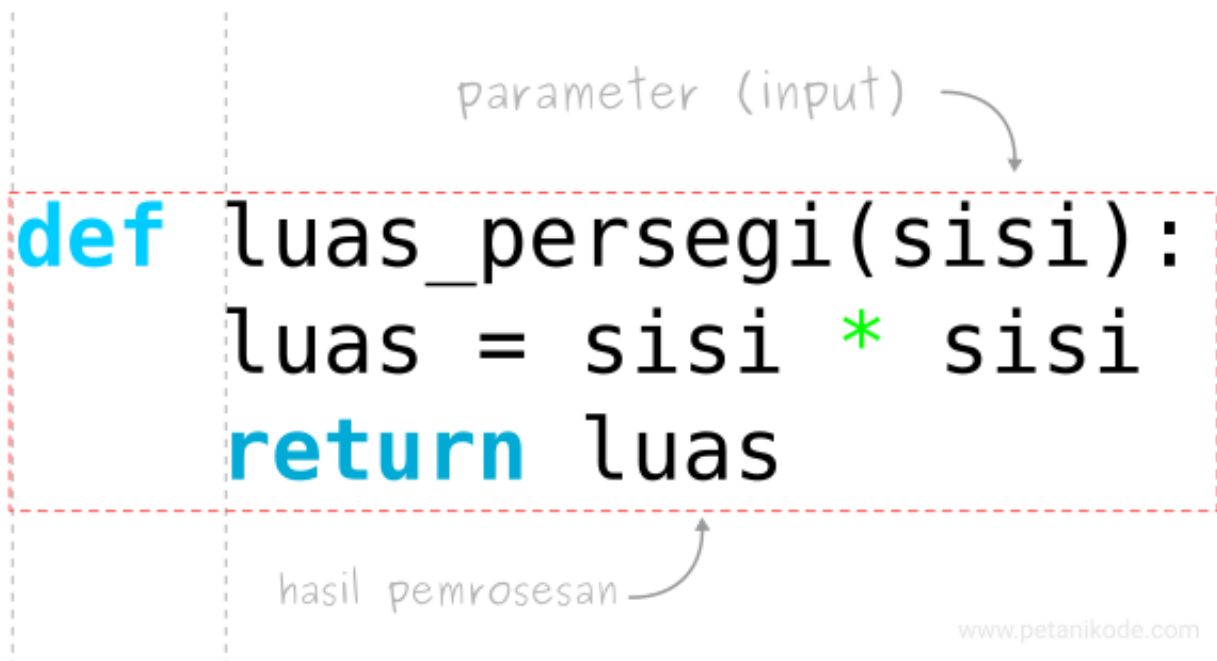 parameter (input)
def luas_persegi(sisi):
luas = sisi * sisi
return luas
hasil pemrosesan
www.petanikode.com